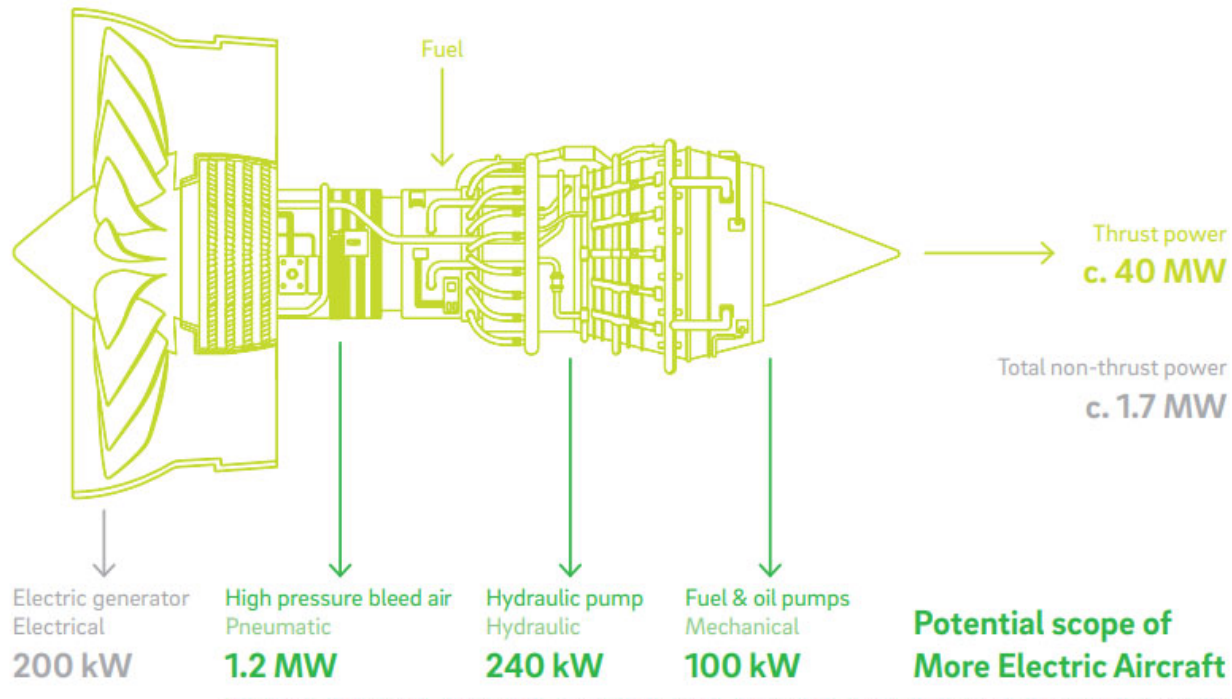 Fuel
Thrust power
c. 40 MW
Total non-thrust power
c. 1.7 MW
Electric generator
Electrical
200 kW
High pressure bleed air
Pneumatic
1.2 MW
Hydraulic pump
Hydraulic
240 kW
Fuel & oil pumps
Mechanical
100 kW
Potential scope of
More Electric Aircraft